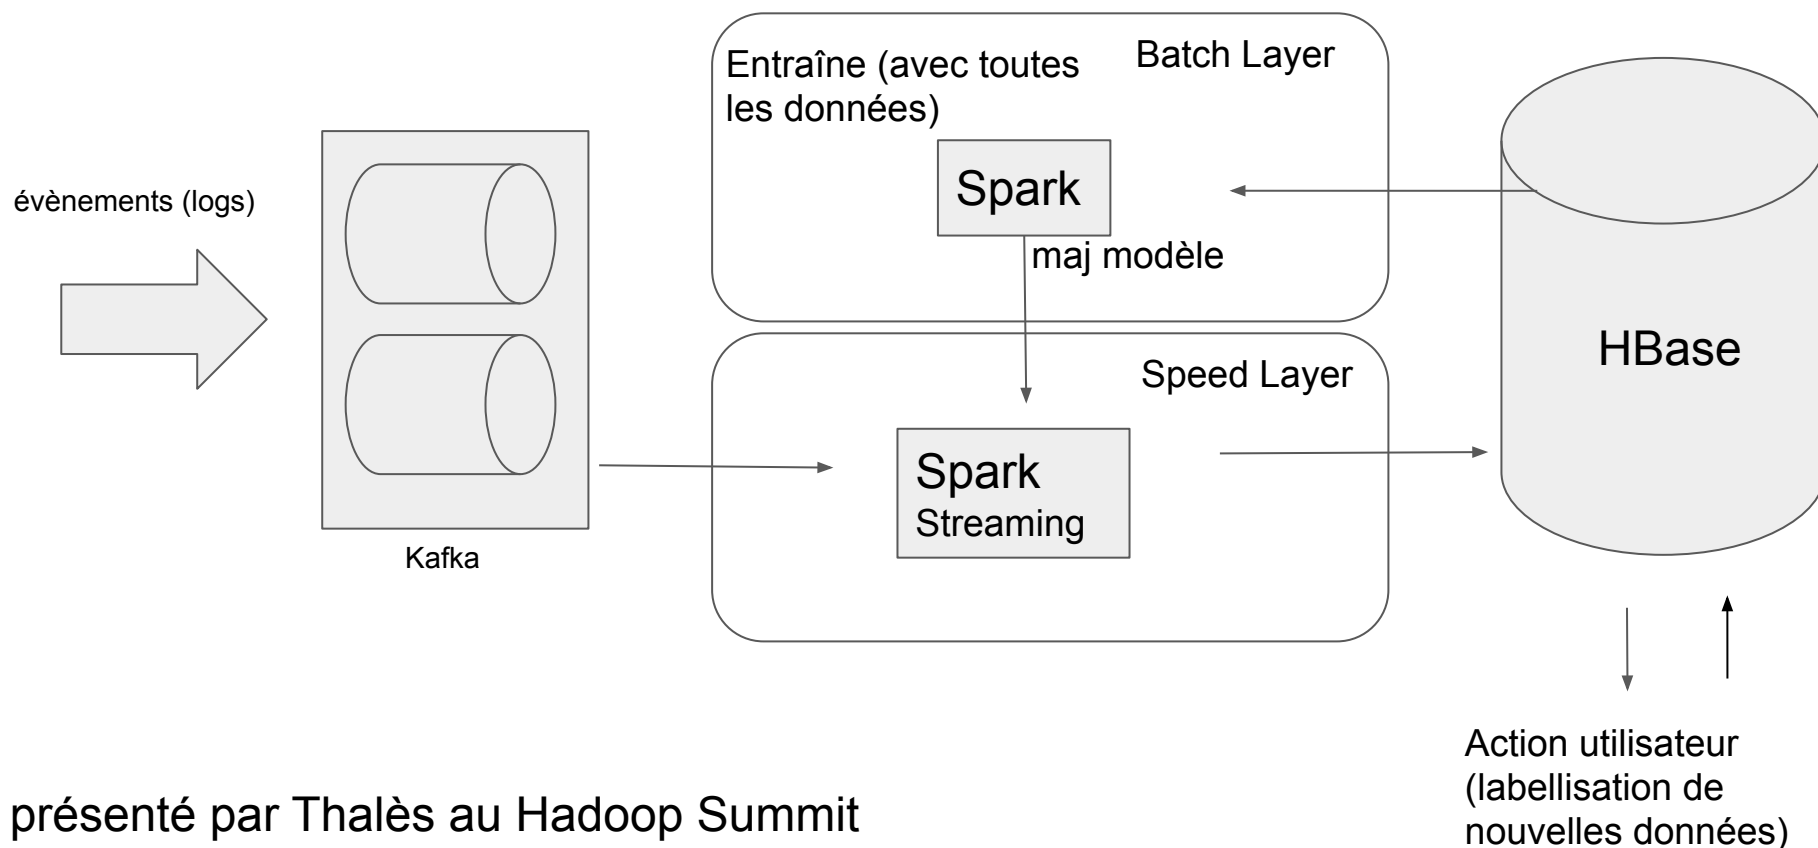 évènements (logs)
Kafka
Entraîne (avec toutes
les données)
Batch Layer
Spark
maj modèle
Speed Layer
Spark
Streaming
HBase
Action utilisateur
(labellisation de
nouvelles données)
présenté par Thalès au Hadoop Summit